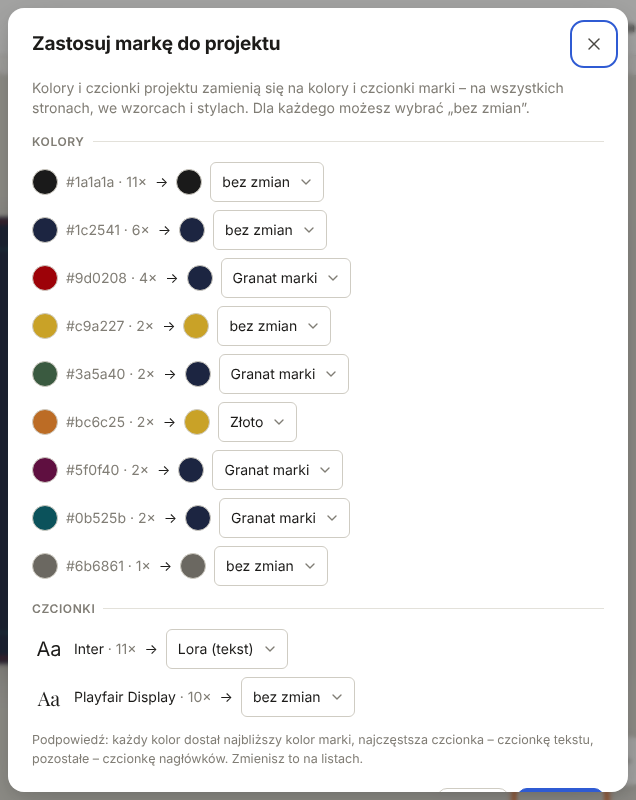 Zastosuj markę do projektu
Kolory i czcionki projektu zamienią się na kolory i czcionki marki – na wszystkich
stronach, we wzorcach i stylach. Dla każdego możesz wybrać „bez zmian”.
KOLORY
#1a1a1a · 11× → bez zmian
#1c2541 · 6× → bez zmian
#9d0208 · 4× → Granat marki
#c9a227 · 2× → bez zmian
#3a5a40 · 2× → Granat marki
#bc6c25 · 2× → Złoto
#5f0f40 · 2× → Granat marki
#0b525b · 2× → Granat marki
#6b6861 · 1× → bez zmian
CZCIONKI
Aa Inter · 11× → Lora (tekst)
Aa Playfair Display · 10× → bez zmian
Podpowiedź: każdy kolor dostał najbliższy kolor marki, najczęstsza czcionka – czcionkę tekstu,
pozostałe – czcionkę nagłówków. Zmienisz to na listach.